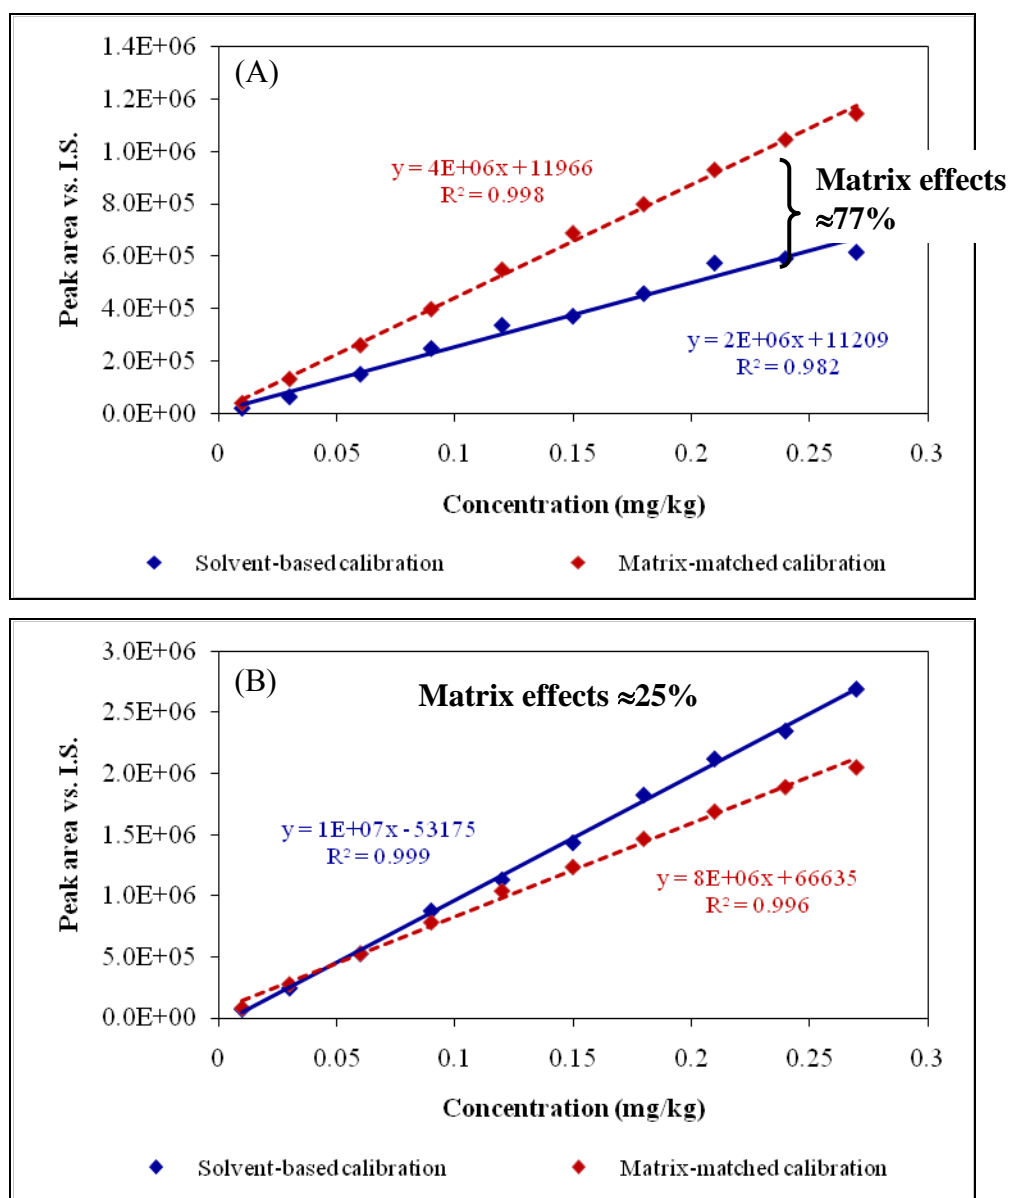 1.4E+06
1.2E+06
1.0E+06
8.0E+05
6.0E+05
4.0E+05
2.0E+05
0.0E+00
Peak area vs. I.S.
(A)
y = 4E+06x + 11966
R² = 0.998
Matrix effects
≈77%
y = 2E+06x + 11209
R² = 0.982
0 0.05 0.1 0.15 0.2 0.25 0.3
Concentration (mg/kg)
Solvent-based calibration Matrix-matched calibration
3.0E+06
2.5E+06
2.0E+06
1.5E+06
1.0E+06
5.0E+05
0.0E+00
Peak area vs. I.S.
(B)
Matrix effects ≈25%
y = 1E+07x - 53175
R² = 0.999
y = 8E+06x + 66635
R² = 0.996
0 0.05 0.1 0.15 0.2 0.25 0.3
Concentration (mg/kg)
Solvent-based calibration Matrix-matched calibration